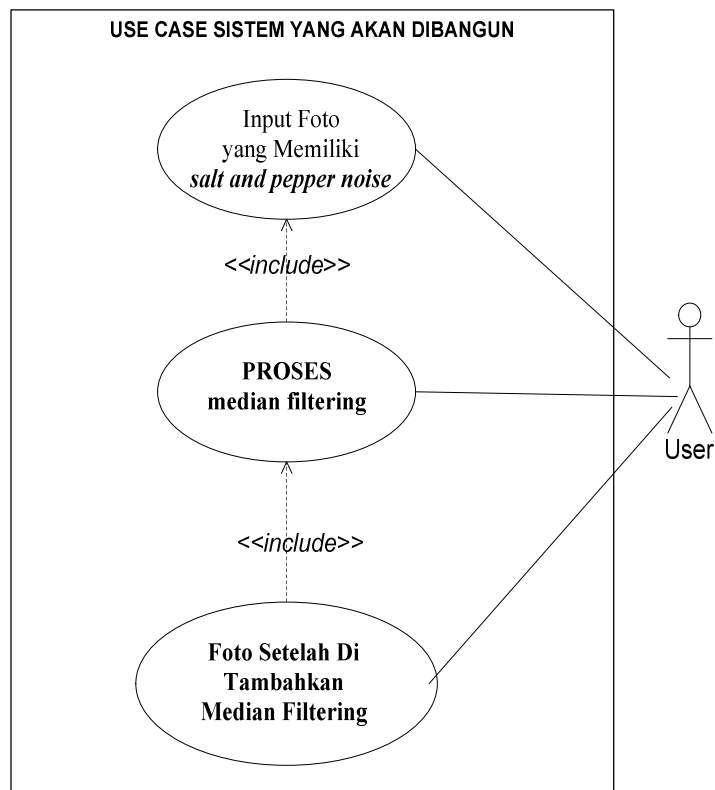 USE CASE SISTEM YANG AKAN DIBANGUN
Input Foto
yang Memiliki
salt and pepper noise
<<include>>
PROSES
median filtering
User
<<include>>
Foto Setelah Di
Tambahkan
Median Filtering